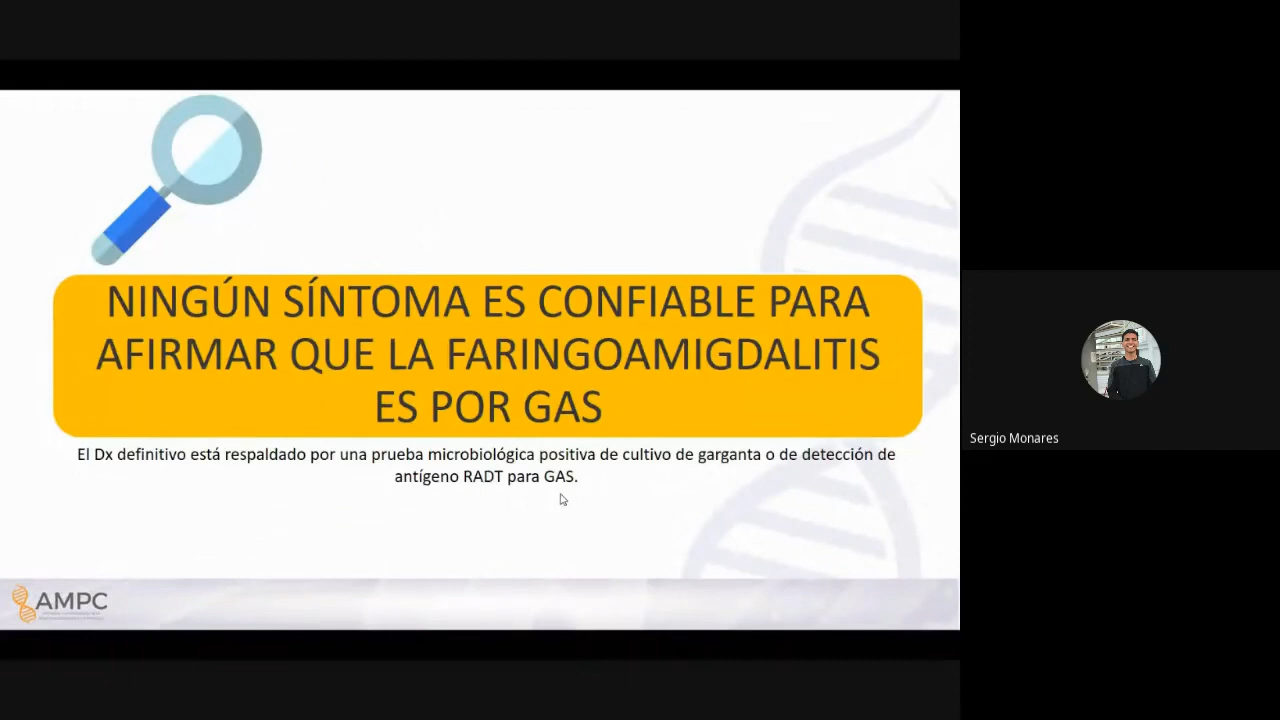 NINGÚN SÍNTOMA ES CONFIABLE PARA
AFIRMAR QUE LA FARINGOAMIGDALITIS
ES POR GAS
El Dx definitivo está respaldado por una prueba microbiológica positiva de cultivo de garganta o de detección de
antígeno RADT para GAS.
Sergio Monares
AMPC